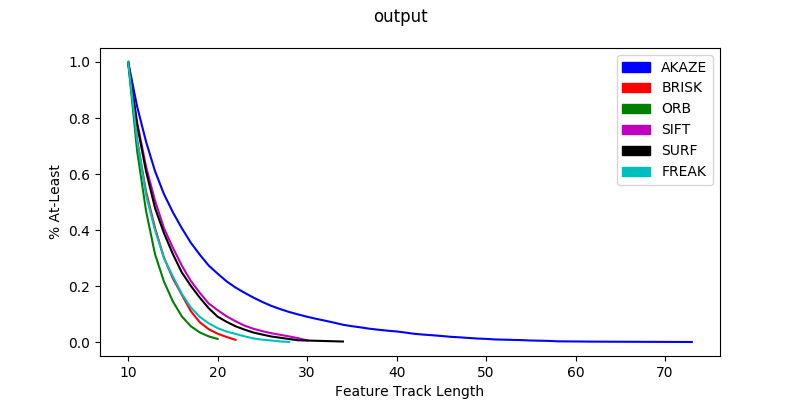 output
1.0
0.8
0.6
0.4
0.2
0.0
% At-Least
AKAZE
BRISK
ORB
SIFT
SURF
FREAK
10 20 30 40 50 60 70
Feature Track Length